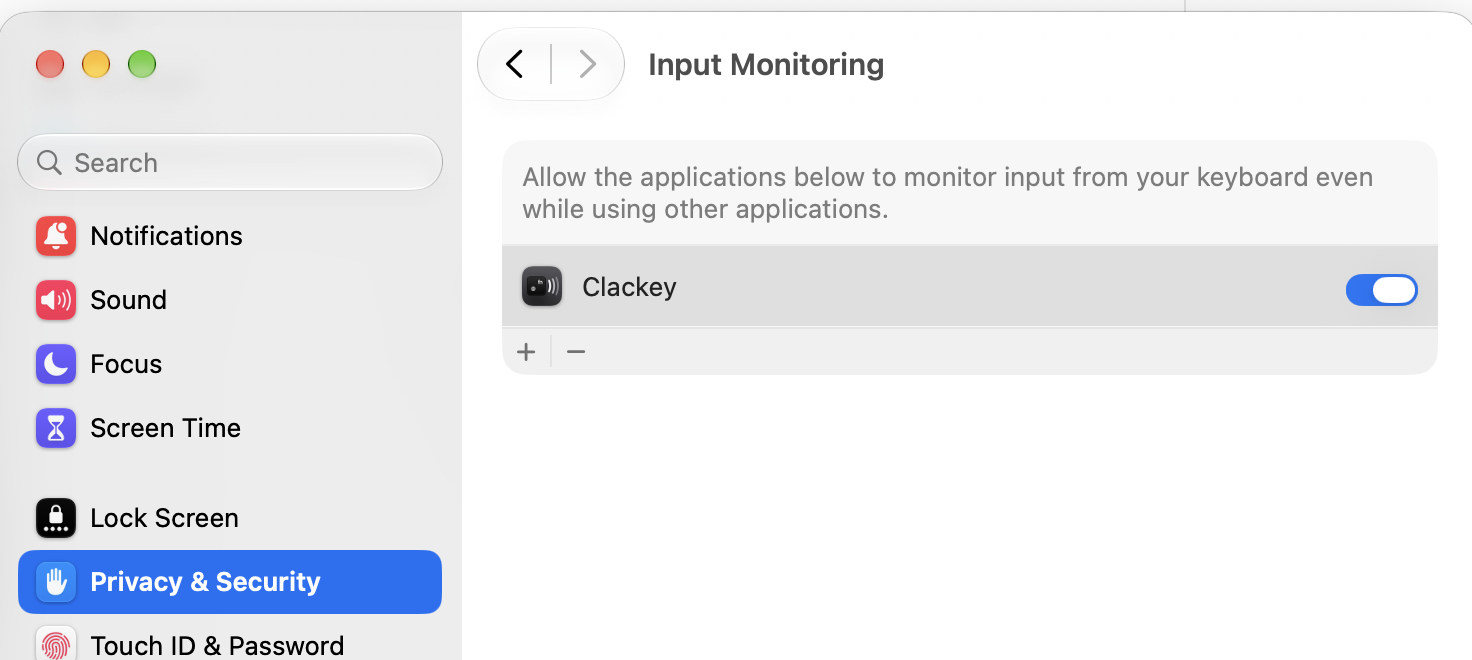 Input Monitoring
Search
Notifications
Sound
Focus
Screen Time
Lock Screen
Privacy & Security
Touch ID & Password
Allow the applications below to monitor input from your keyboard even
while using other applications.
Clackey